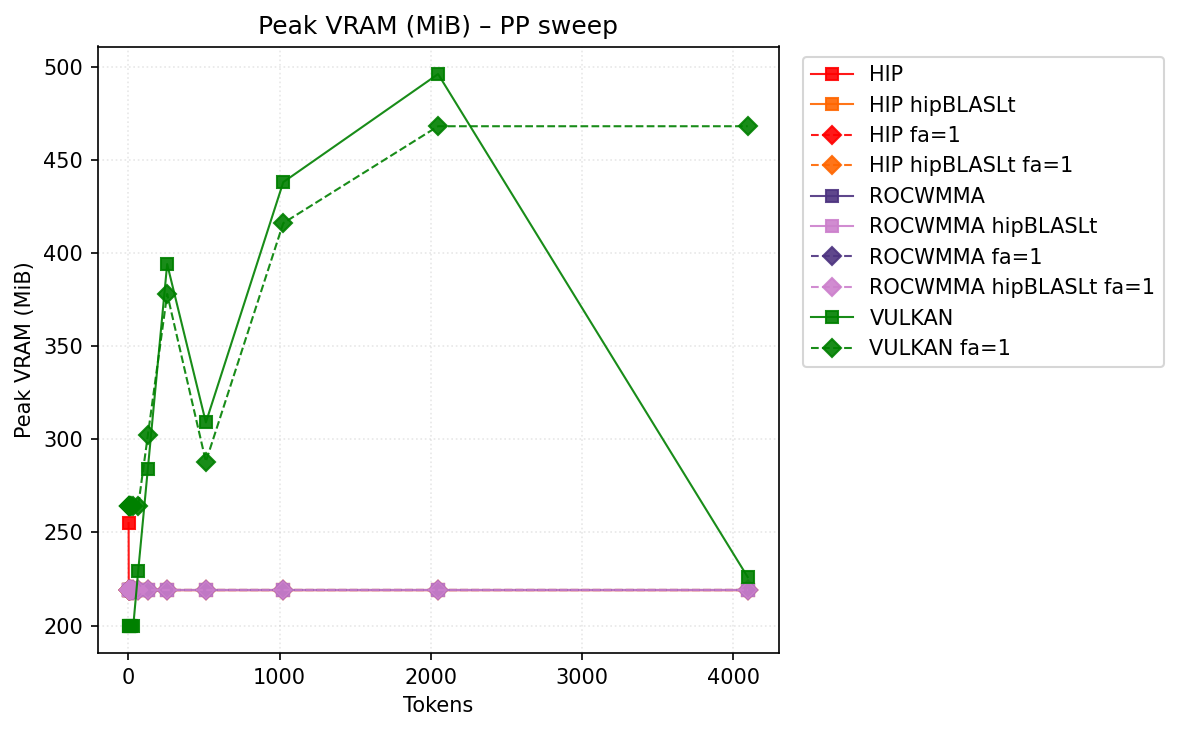 Peak VRAM (MiB) – PP sweep
Peak VRAM (MiB)
500
450
400
350
300
250
200
0
1000
2000
3000
4000
Tokens
HIP
HIP hipBLASLt
HIP fa=1
HIP hipBLASLt fa=1
ROCWMMA
ROCWMMA hipBLASLt
ROCWMMA fa=1
ROCWMMA hipBLASLt fa=1
VULKAN
VULKAN fa=1